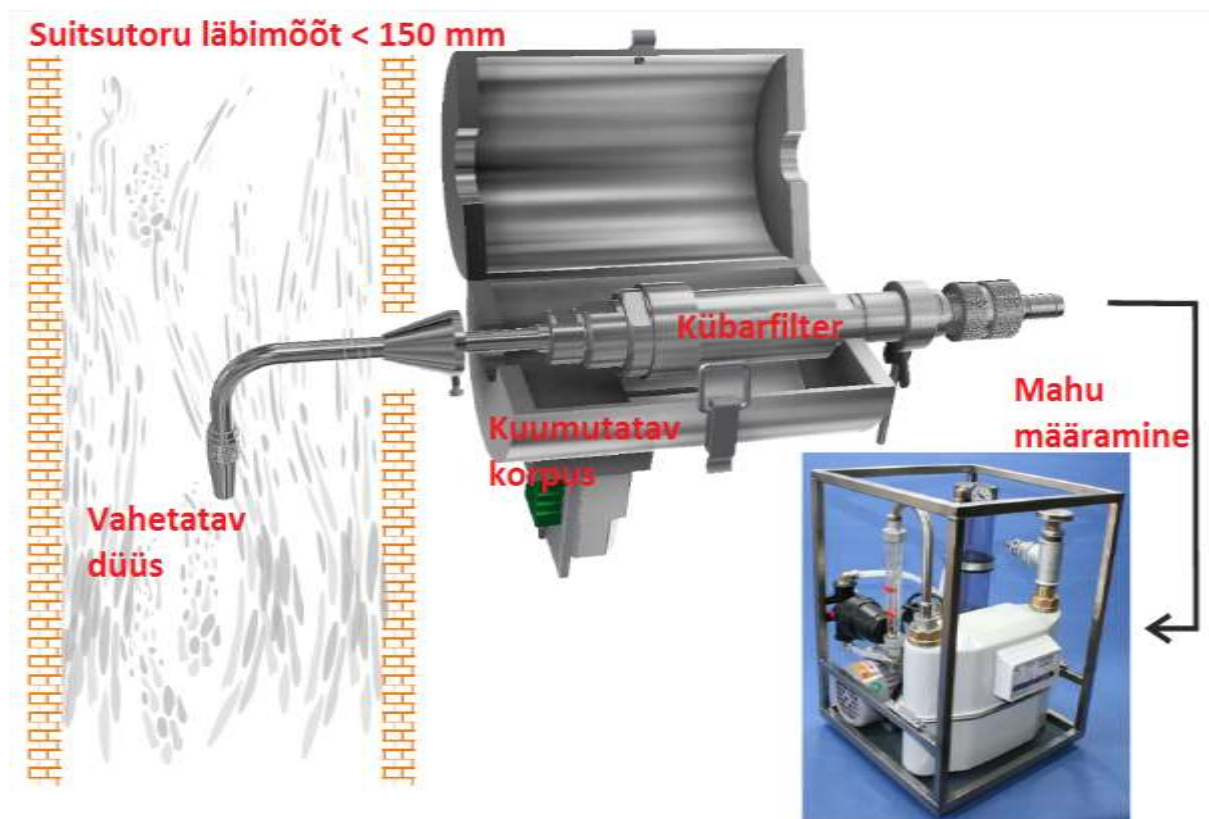 Suitsutoru läbimõõt < 150 mm
Kübarfilter
Kuumutatav
korpus
Mahu
määramine
Vahetatav
düüs